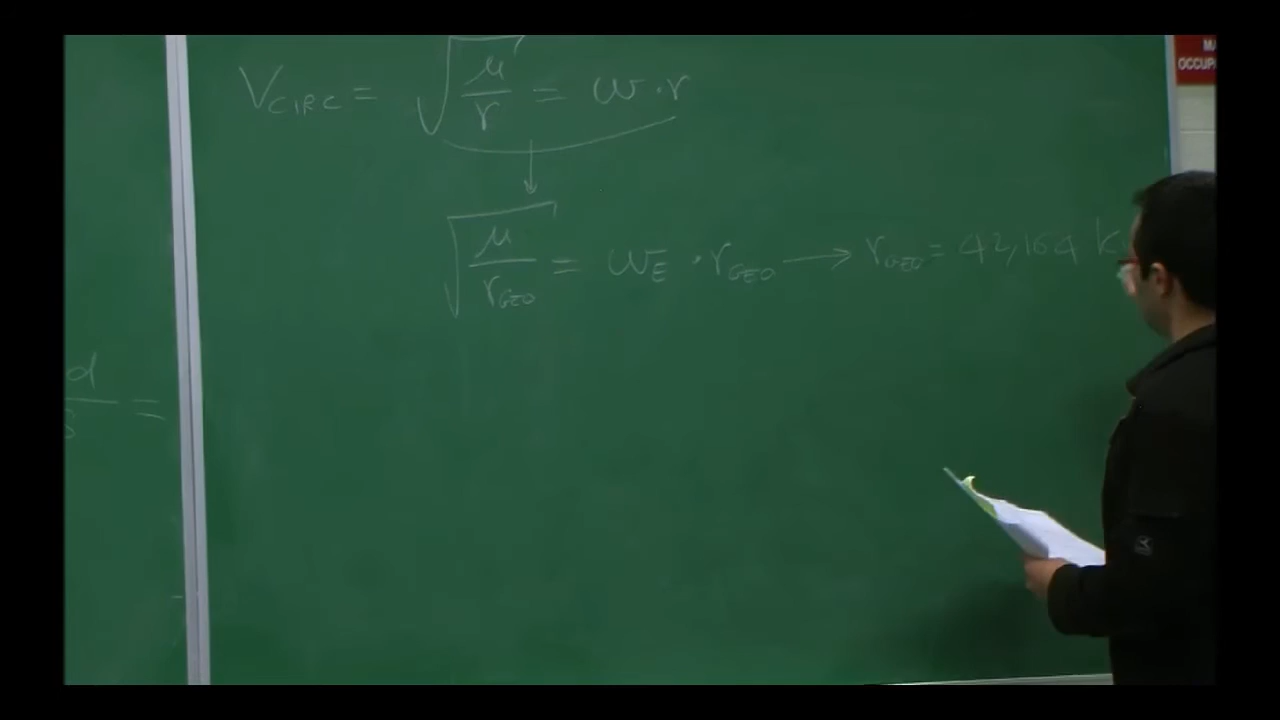 V_CIRC = √(μ/r) = ω·r
√(μ/r_GEO) = ω_E · r_GEO → r_GEO = 42,164
d
=